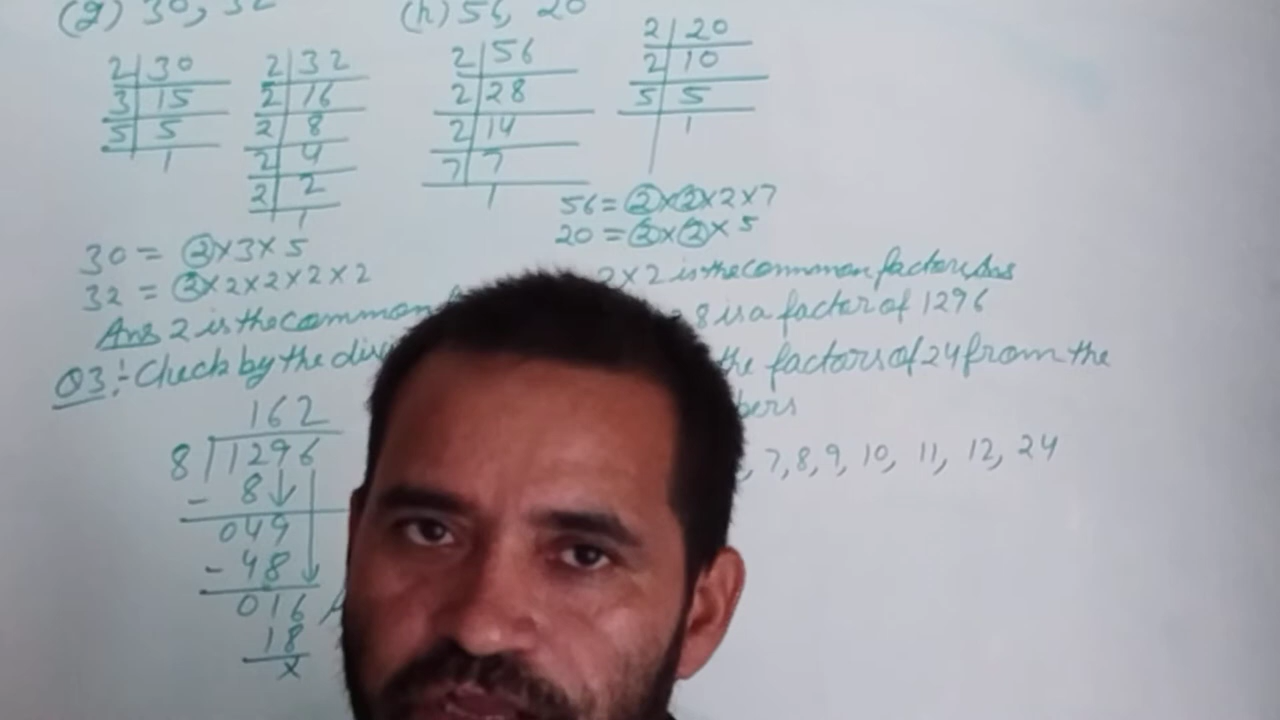 (g) 30, 32
2 | 30
3 | 15
5 | 5
1
2 | 32
2 | 16
2 | 8
2 | 4
2 | 2
1
30 = 2×3×5
32 = 2×2×2×2×2
Ans 2 is the common
(h) 56, 20
2 | 56
2 | 28
2 | 14
7 | 7
1
2 | 20
2 | 10
5 | 5
1
56 = 2×2×2×7
20 = 2×2×5
2×2 is the common factor Ans
Q3:- Check by the
8 is a factor of 1296
162
8 ) 1296
- 8
049
- 48
016
18
x
the factors of 24 from the
7, 8, 9, 10, 11, 12, 24